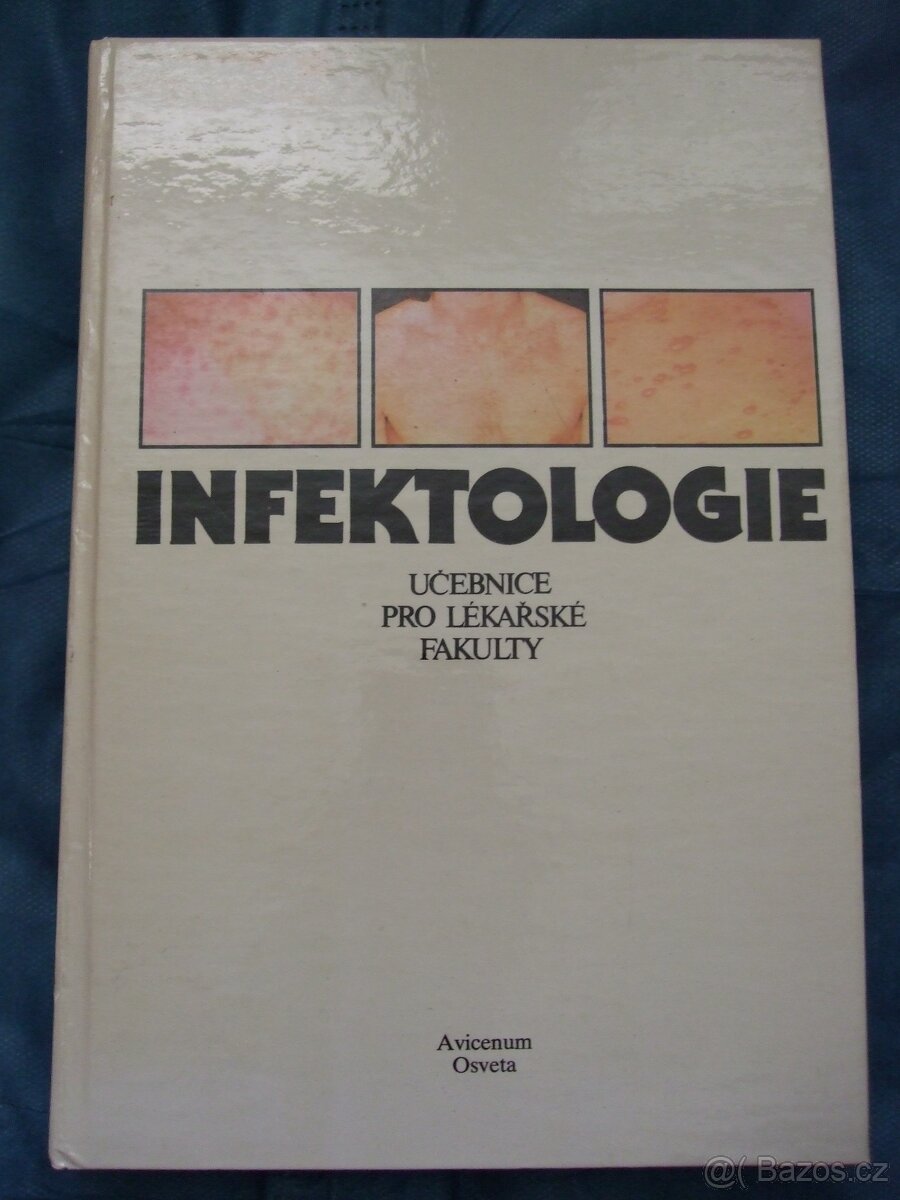 INFEKTOLOGIE
UČEBNICE
PRO LÉKAŘSKÉ
FAKULTY
Avicenum
Osveta
@( Bazos.cz